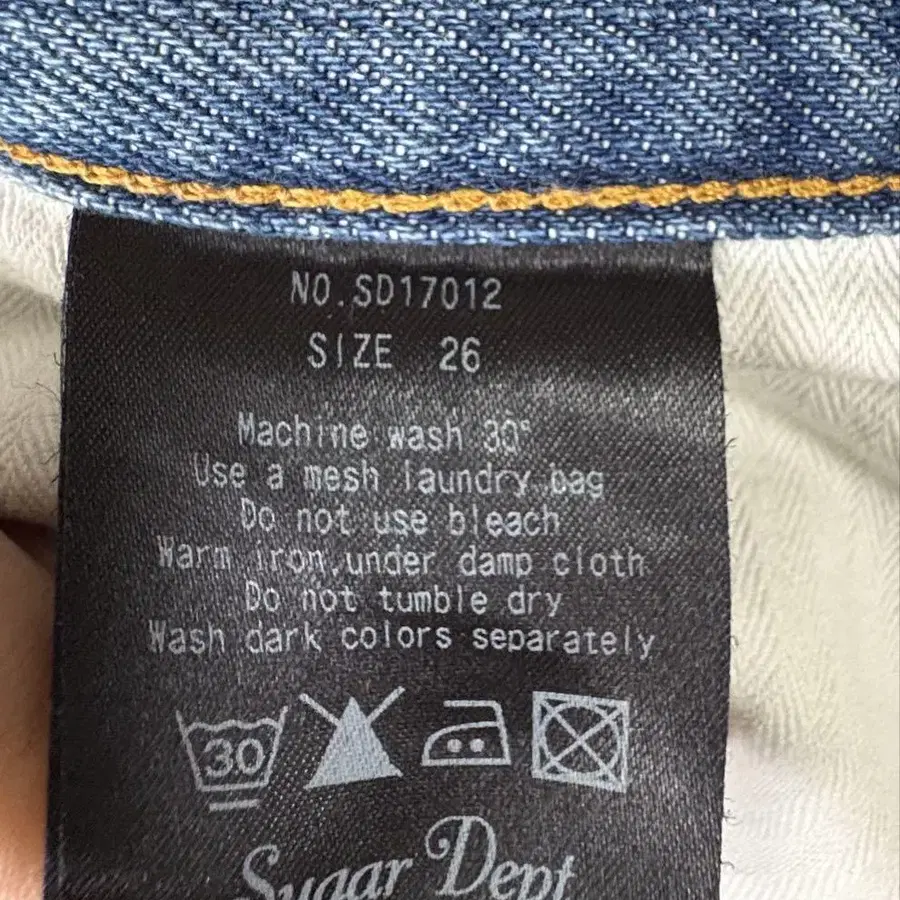 NO.SD17012
SIZE 26
Machine wash 30°
Use a mesh laundry bag
Do not use bleach
Warm iron,under damp cloth
Do not tumble dry
Wash dark colors separately
30
Sugar Dept